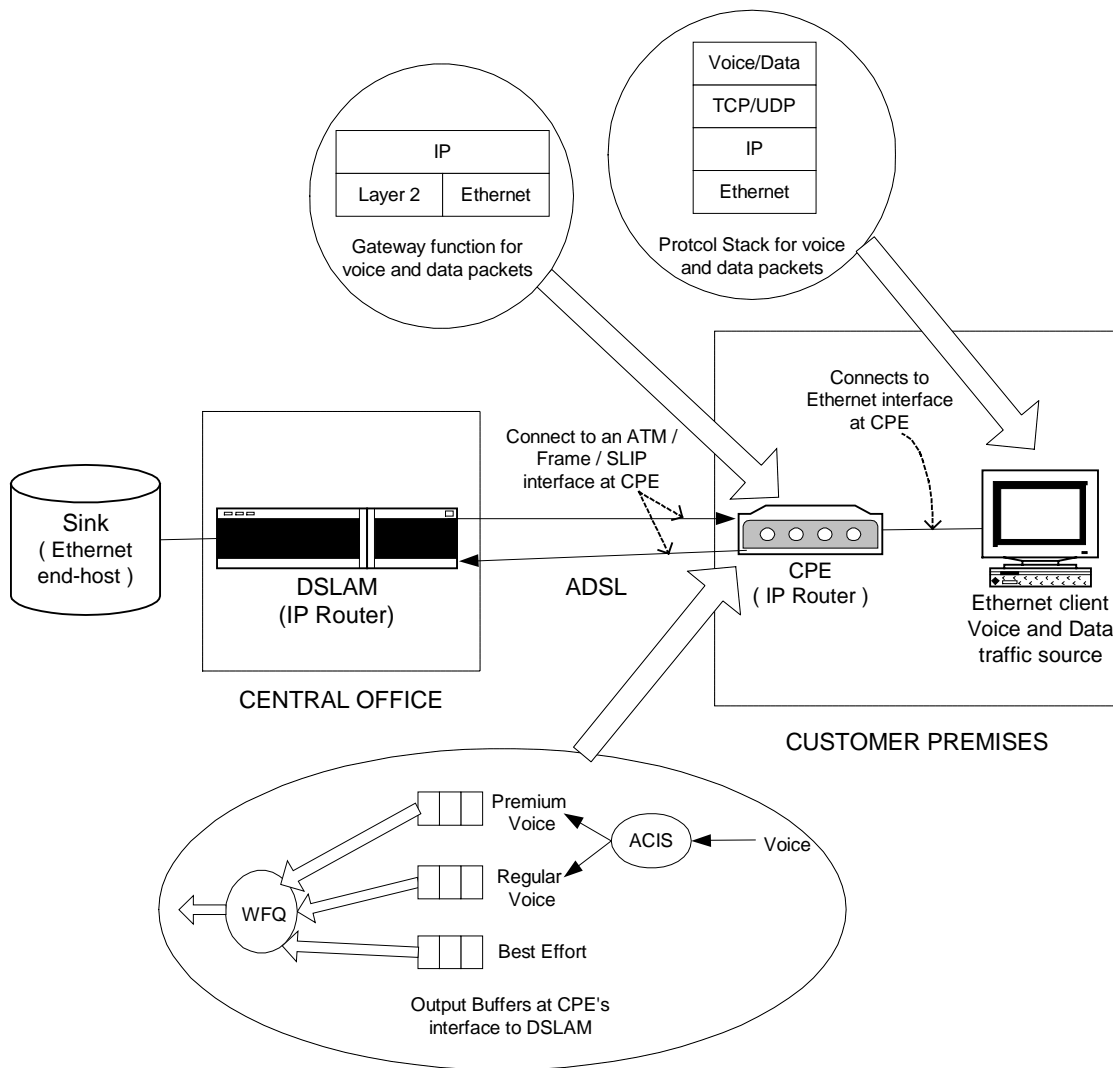 Voice/Data
TCP/UDP
IP
Ethernet
Protcol Stack for voice
and data packets
IP
Layer 2
Ethernet
Gateway function for
voice and data packets
Connects to
Ethernet interface
at CPE
Connect to an ATM /
Frame / SLIP
interface at CPE
Sink
( Ethernet
end-host )
DSLAM
(IP Router)
ADSL
CPE
( IP Router )
Ethernet client
Voice and Data
traffic source
CENTRAL OFFICE
CUSTOMER PREMISES
Premium
Voice
ACIS
Voice
Regular
Voice
WFQ
Best Effort
Output Buffers at CPE's
interface to DSLAM